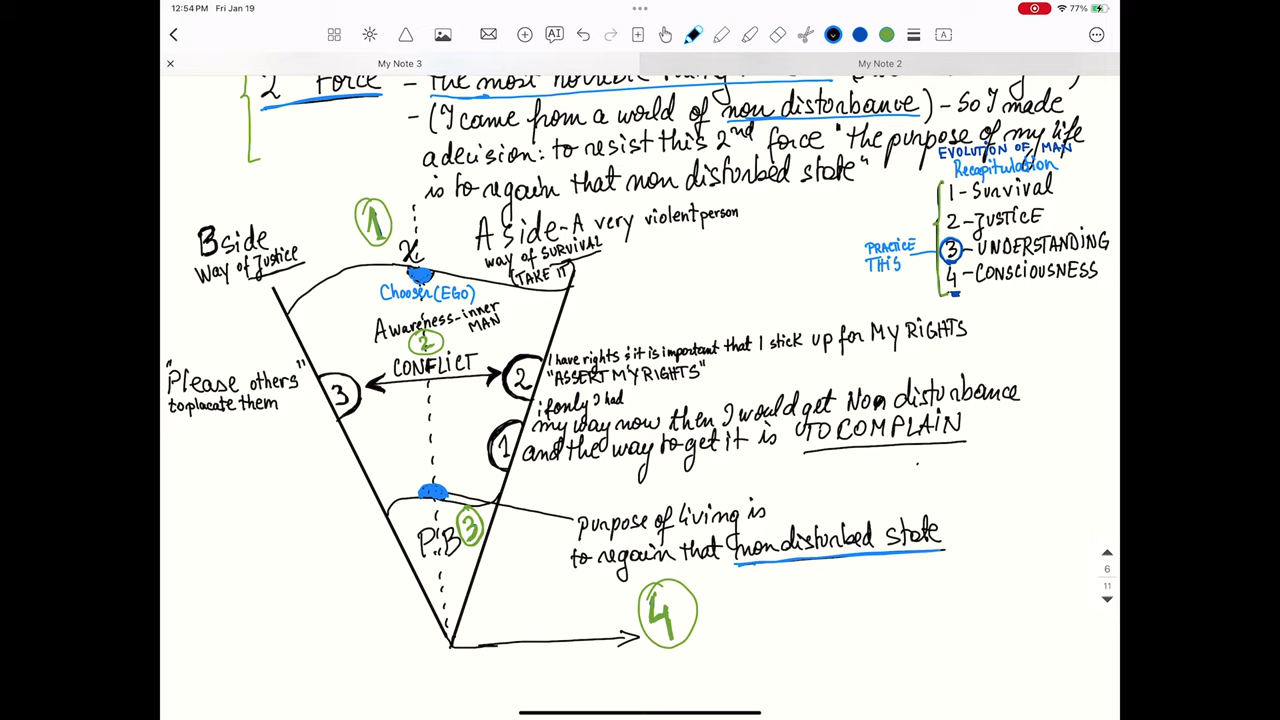 12:54 PM Fri Jan 19
77%
My Note 3
My Note 2
2 Force - the most horrible thing
- (I came from a world of non disturbance) - So I made
a decision: to resist this 2nd force "the purpose of my life
is to regain that non disturbed state"
EVOLUTION OF MAN
Recapitulation
1 - Survival
2 - JUSTICE
3 - UNDERSTANDING
4 - CONSCIOUSNESS
PRACTICE
THIS
1
B side
Way of Justice
X
A side - A very violent person
way of SURVIVAL
(TAKE IT)
Chooser (EGO)
Awareness - inner
MAN
2
CONFLICT
"Please others"
to placate them
3
2
I have rights & it is important that I stick up for MY RIGHTS
"ASSERT MY RIGHTS"
if only I had
1
my way now then I would get Non disturbance
and the way to get it is TO COMPLAIN
P.B
3
purpose of living is
to regain that non disturbed state
4
6
11